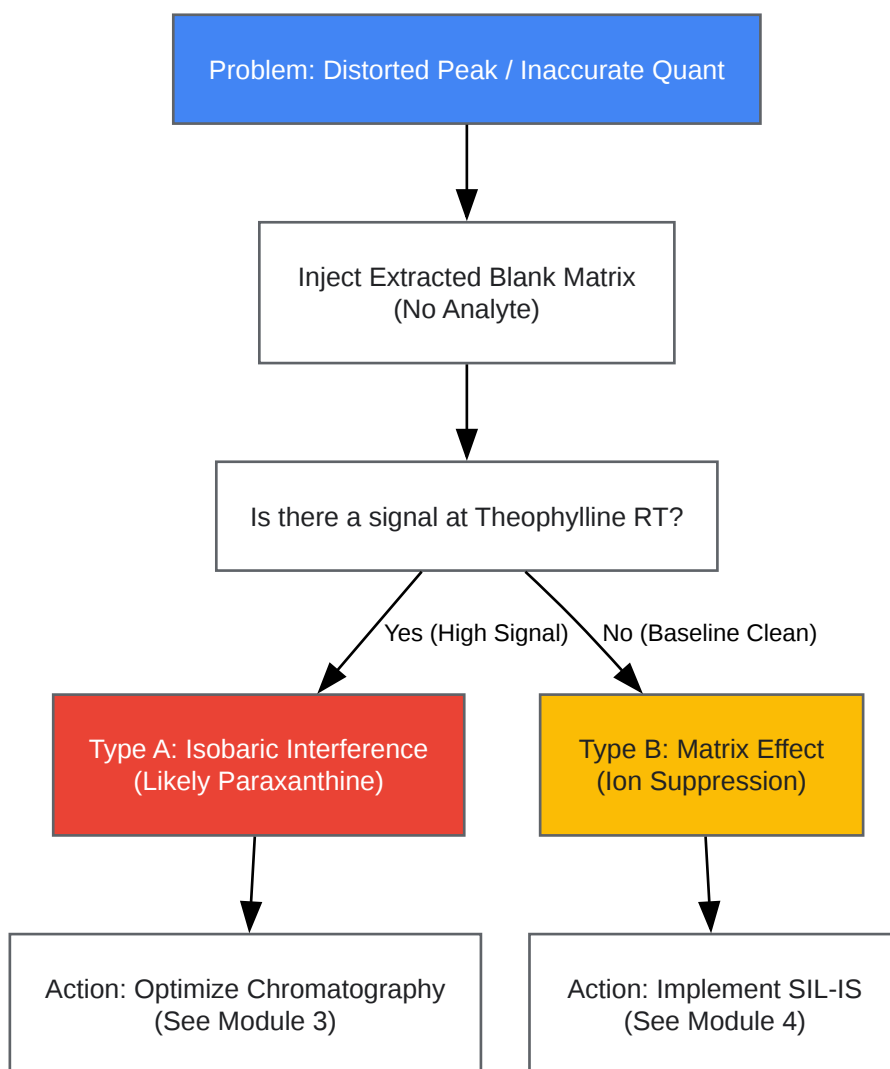 Problem: Distorted Peak / Inaccurate Quant
Inject Extracted Blank Matrix
(No Analyte)
Is there a signal at Theophylline RT?
Yes (High Signal)
No (Baseline Clean)
Type A: Isobaric Interference
(Likely Paraxanthine)
Type B: Matrix Effect
(Ion Suppression)
Action: Optimize Chromatography
(See Module 3)
Action: Implement SIL-IS
(See Module 4)